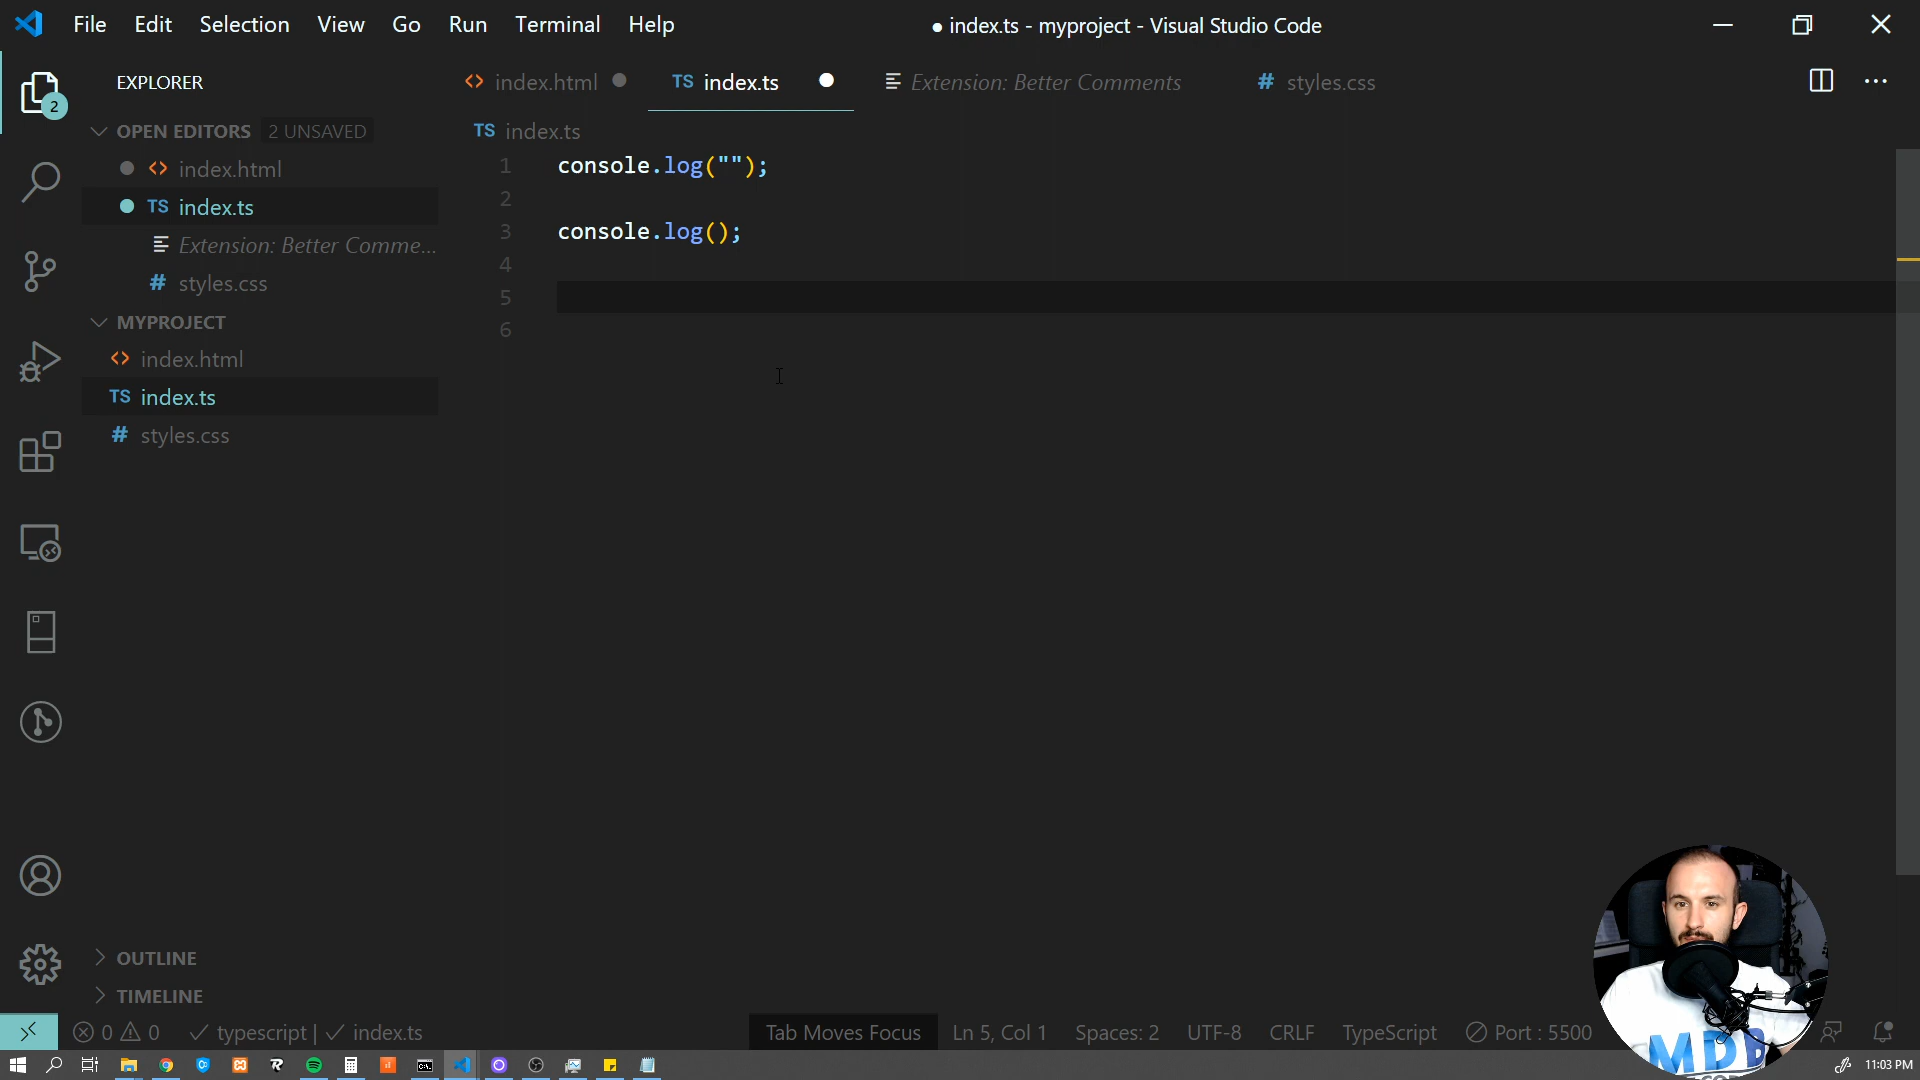 File Edit Selection View Go Run Terminal Help
● index.ts - myproject - Visual Studio Code
EXPLORER
2
OPEN EDITORS 2 UNSAVED
<> index.html
TS index.ts
Extension: Better Comme...
# styles.css
MYPROJECT
<> index.html
TS index.ts
# styles.css
OUTLINE
TIMELINE
<> index.html
TS index.ts
Extension: Better Comments
# styles.css
TS index.ts
1 console.log("");
2
3 console.log();
4
5
6
0 0 typescript | index.ts
Tab Moves Focus Ln 5, Col 1 Spaces: 2 UTF-8 CRLF TypeScript Port : 5500
11:03 PM